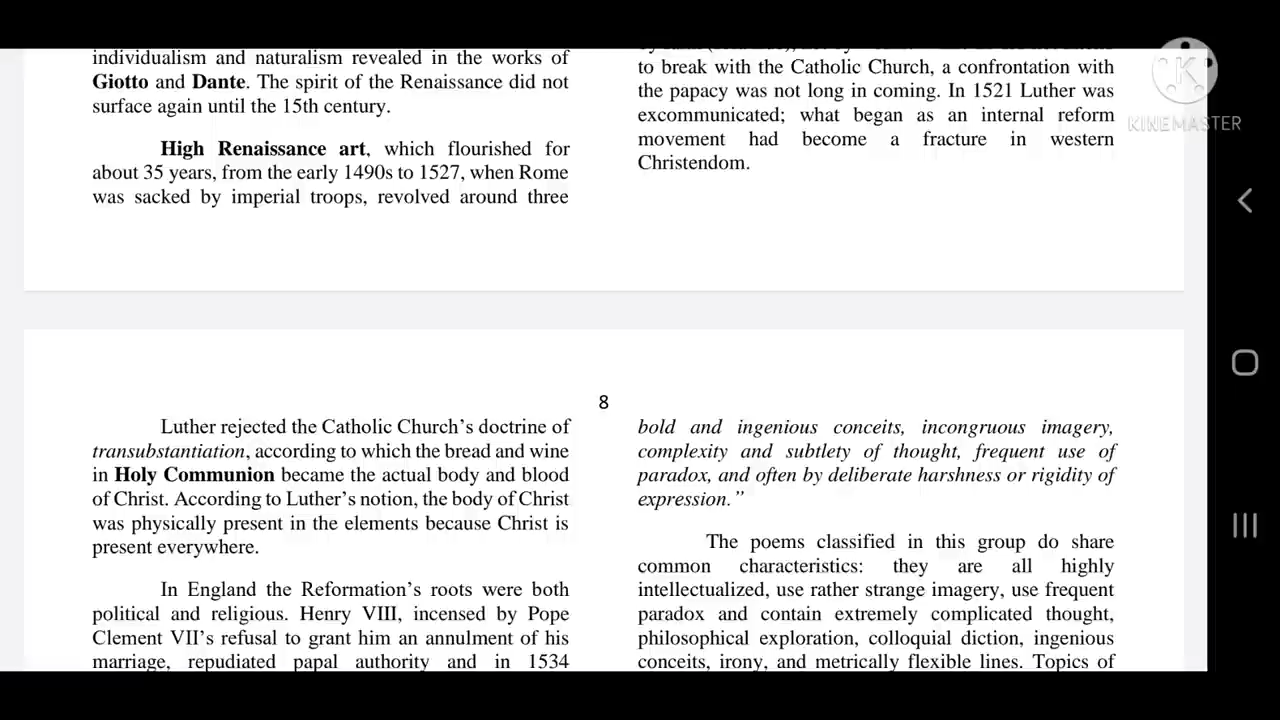 individualism and naturalism revealed in the works of
Giotto and Dante. The spirit of the Renaissance did not
surface again until the 15th century.
High Renaissance art, which flourished for
about 35 years, from the early 1490s to 1527, when Rome
was sacked by imperial troops, revolved around three
to break with the Catholic Church, a confrontation with
the papacy was not long in coming. In 1521 Luther was
excommunicated; what began as an internal reform
movement had become a fracture in western
Christendom.
K
KINEMASTER
8
Luther rejected the Catholic Church's doctrine of
transubstantiation, according to which the bread and wine
in Holy Communion became the actual body and blood
of Christ. According to Luther's notion, the body of Christ
was physically present in the elements because Christ is
present everywhere.
In England the Reformation's roots were both
political and religious. Henry VIII, incensed by Pope
Clement VII's refusal to grant him an annulment of his
marriage, repudiated papal authority and in 1534
bold and ingenious conceits, incongruous imagery,
complexity and subtlety of thought, frequent use of
paradox, and often by deliberate harshness or rigidity of
expression.”
The poems classified in this group do share
common characteristics: they are all highly
intellectualized, use rather strange imagery, use frequent
paradox and contain extremely complicated thought,
philosophical exploration, colloquial diction, ingenious
conceits, irony, and metrically flexible lines. Topics of